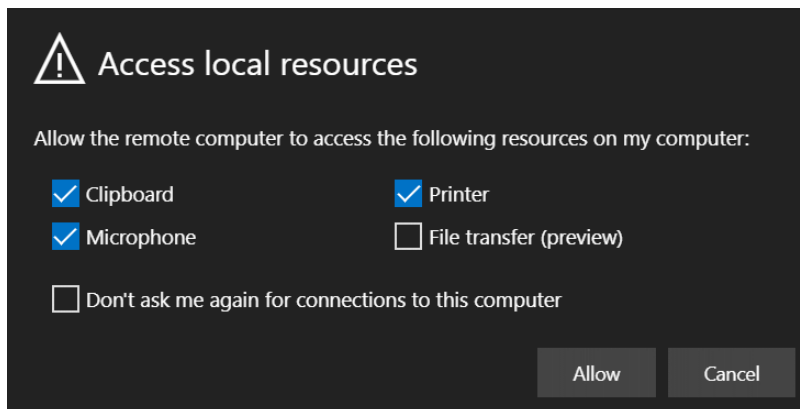 Access local resources
Allow the remote computer to access the following resources on my computer:
Clipboard
Printer
Microphone
File transfer (preview)
Don't ask me again for connections to this computer
Allow
Cancel